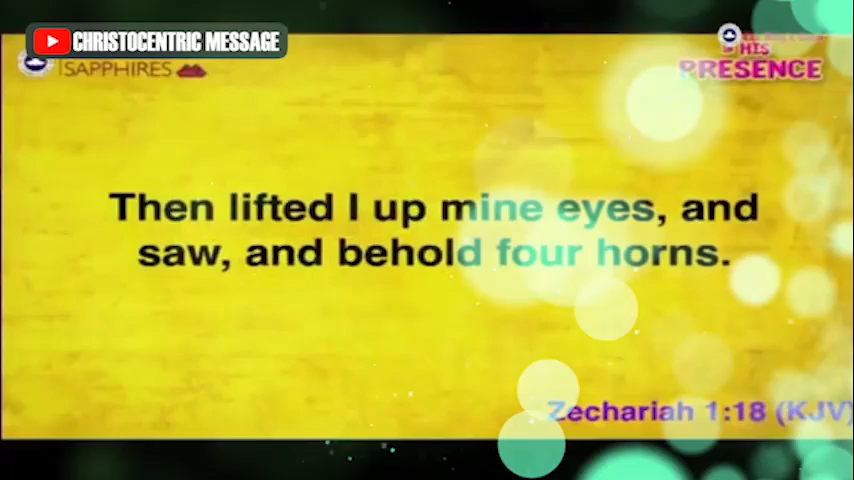 CHRISTOCENTRIC MESSAGE
SAPPHIRES
HIS
PRESENCE
Then lifted I up mine eyes, and
saw, and behold four horns.
Zechariah 1:18 (KJV)